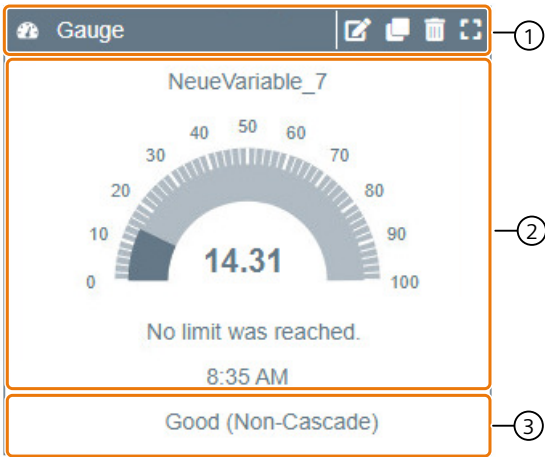 Gauge
1
NeueVariable_7
0 10 20 30 40 50 60 70 80 90 100
14.31
No limit was reached.
8:35 AM
2
Good (Non-Cascade)
3